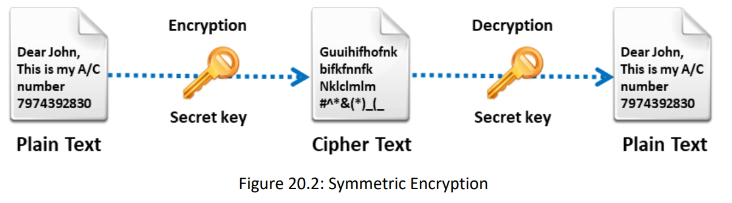 Encryption
Decryption
Dear John,
This is my A/C
number
7974392830
Guuihifhofnk
bifkfnnfk
Nklclmlm
#^*&(*)_(_
Dear John,
This is my A/C
number
7974392830
Secret key
Secret key
Plain Text
Cipher Text
Plain Text
Figure 20.2: Symmetric Encryption